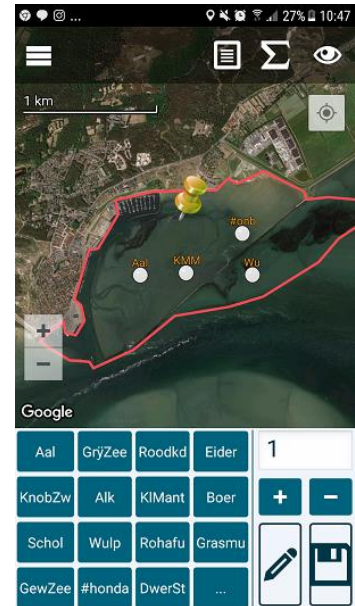 ... 27% 10:47
1 km
#onb
Aal KMM Wu
+
−
Google
Aal GrÿZee Roodkd Eider 1
KnobZw Alk KlMant Boer + −
Schol Wulp Rohafu Grasmu
GewZee #honda DwerSt ...